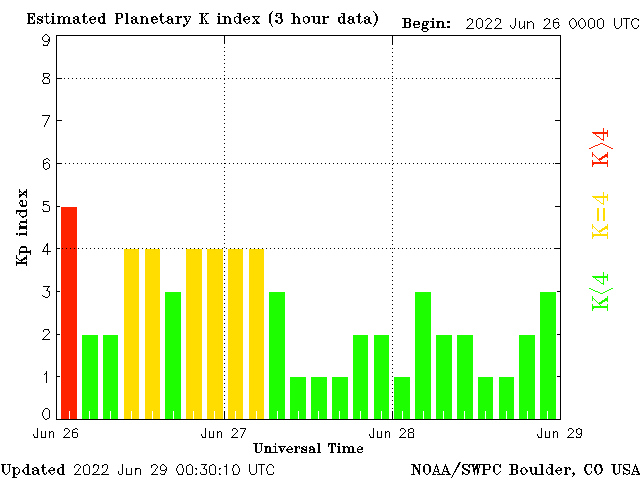 Estimated Planetary K index (3 hour data) Begin: 2022 Jun 26 0000 UTC
9
8
7
6
5
4
3
2
1
0
Kp index
K>4
K=4
K<4
Jun 26 Jun 27 Jun 28 Jun 29
Universal Time
Updated 2022 Jun 29 00:30:10 UTC NOAA/SWPC Boulder, CO USA